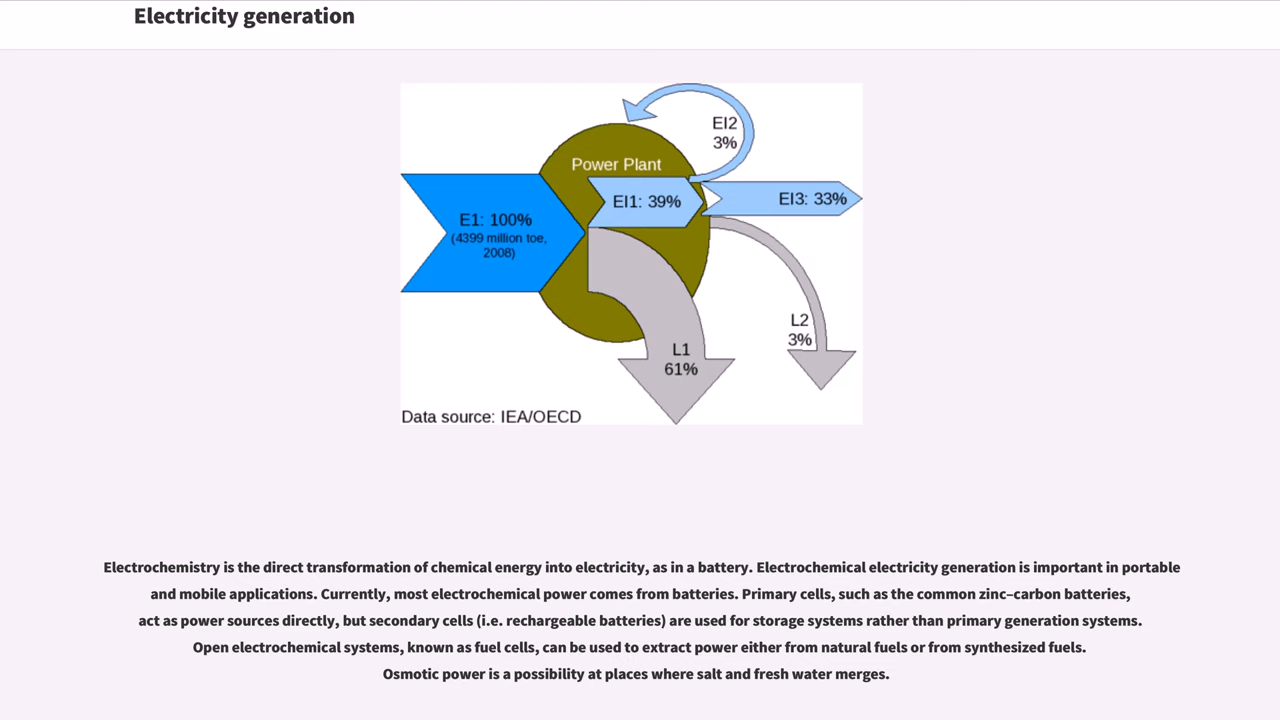 Electricity generation
EI2
3%
Power Plant
E1: 100%
(4399 million toe,
2008)
EI1: 39%
EI3: 33%
L2
3%
L1
61%
Data source: IEA/OECD
Electrochemistry is the direct transformation of chemical energy into electricity, as in a battery. Electrochemical electricity generation is important in portable
and mobile applications. Currently, most electrochemical power comes from batteries. Primary cells, such as the common zinc–carbon batteries,
act as power sources directly, but secondary cells (i.e. rechargeable batteries) are used for storage systems rather than primary generation systems.
Open electrochemical systems, known as fuel cells, can be used to extract power either from natural fuels or from synthesized fuels.
Osmotic power is a possibility at places where salt and fresh water merges.